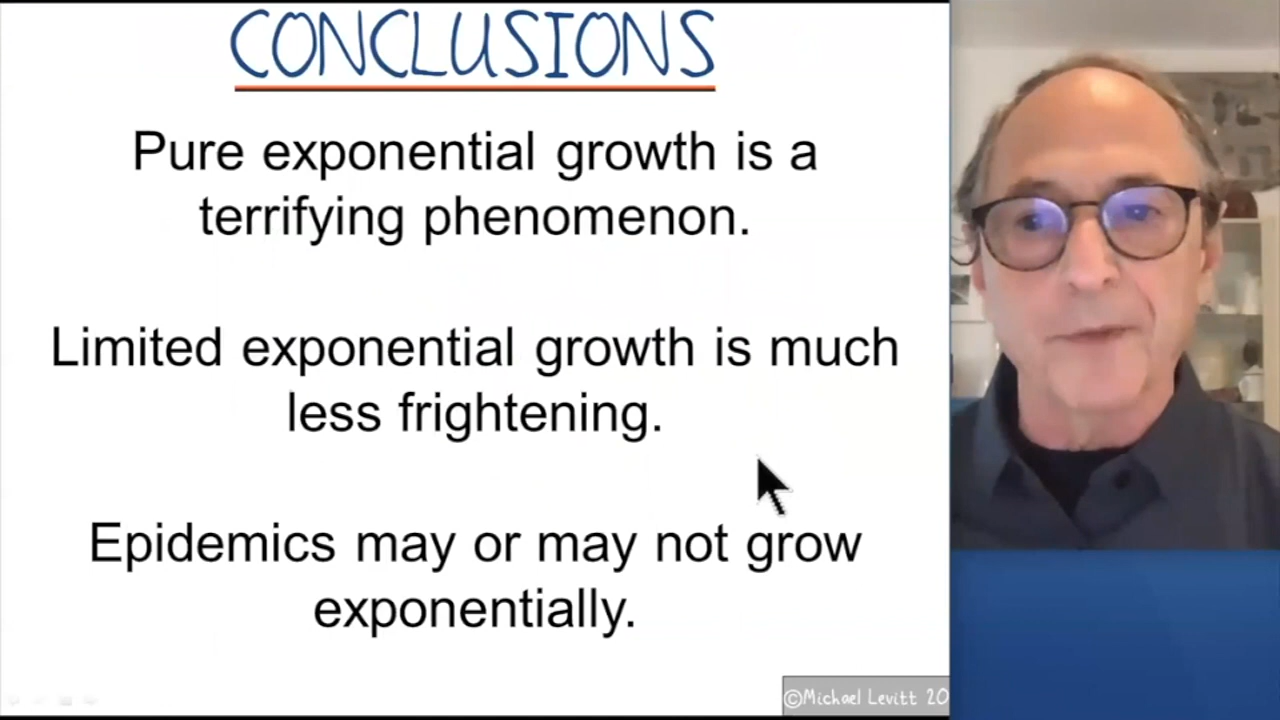 CONCLUSIONS
Pure exponential growth is a
terrifying phenomenon.
Limited exponential growth is much
less frightening.
Epidemics may or may not grow
exponentially.
©Michael Levitt 20